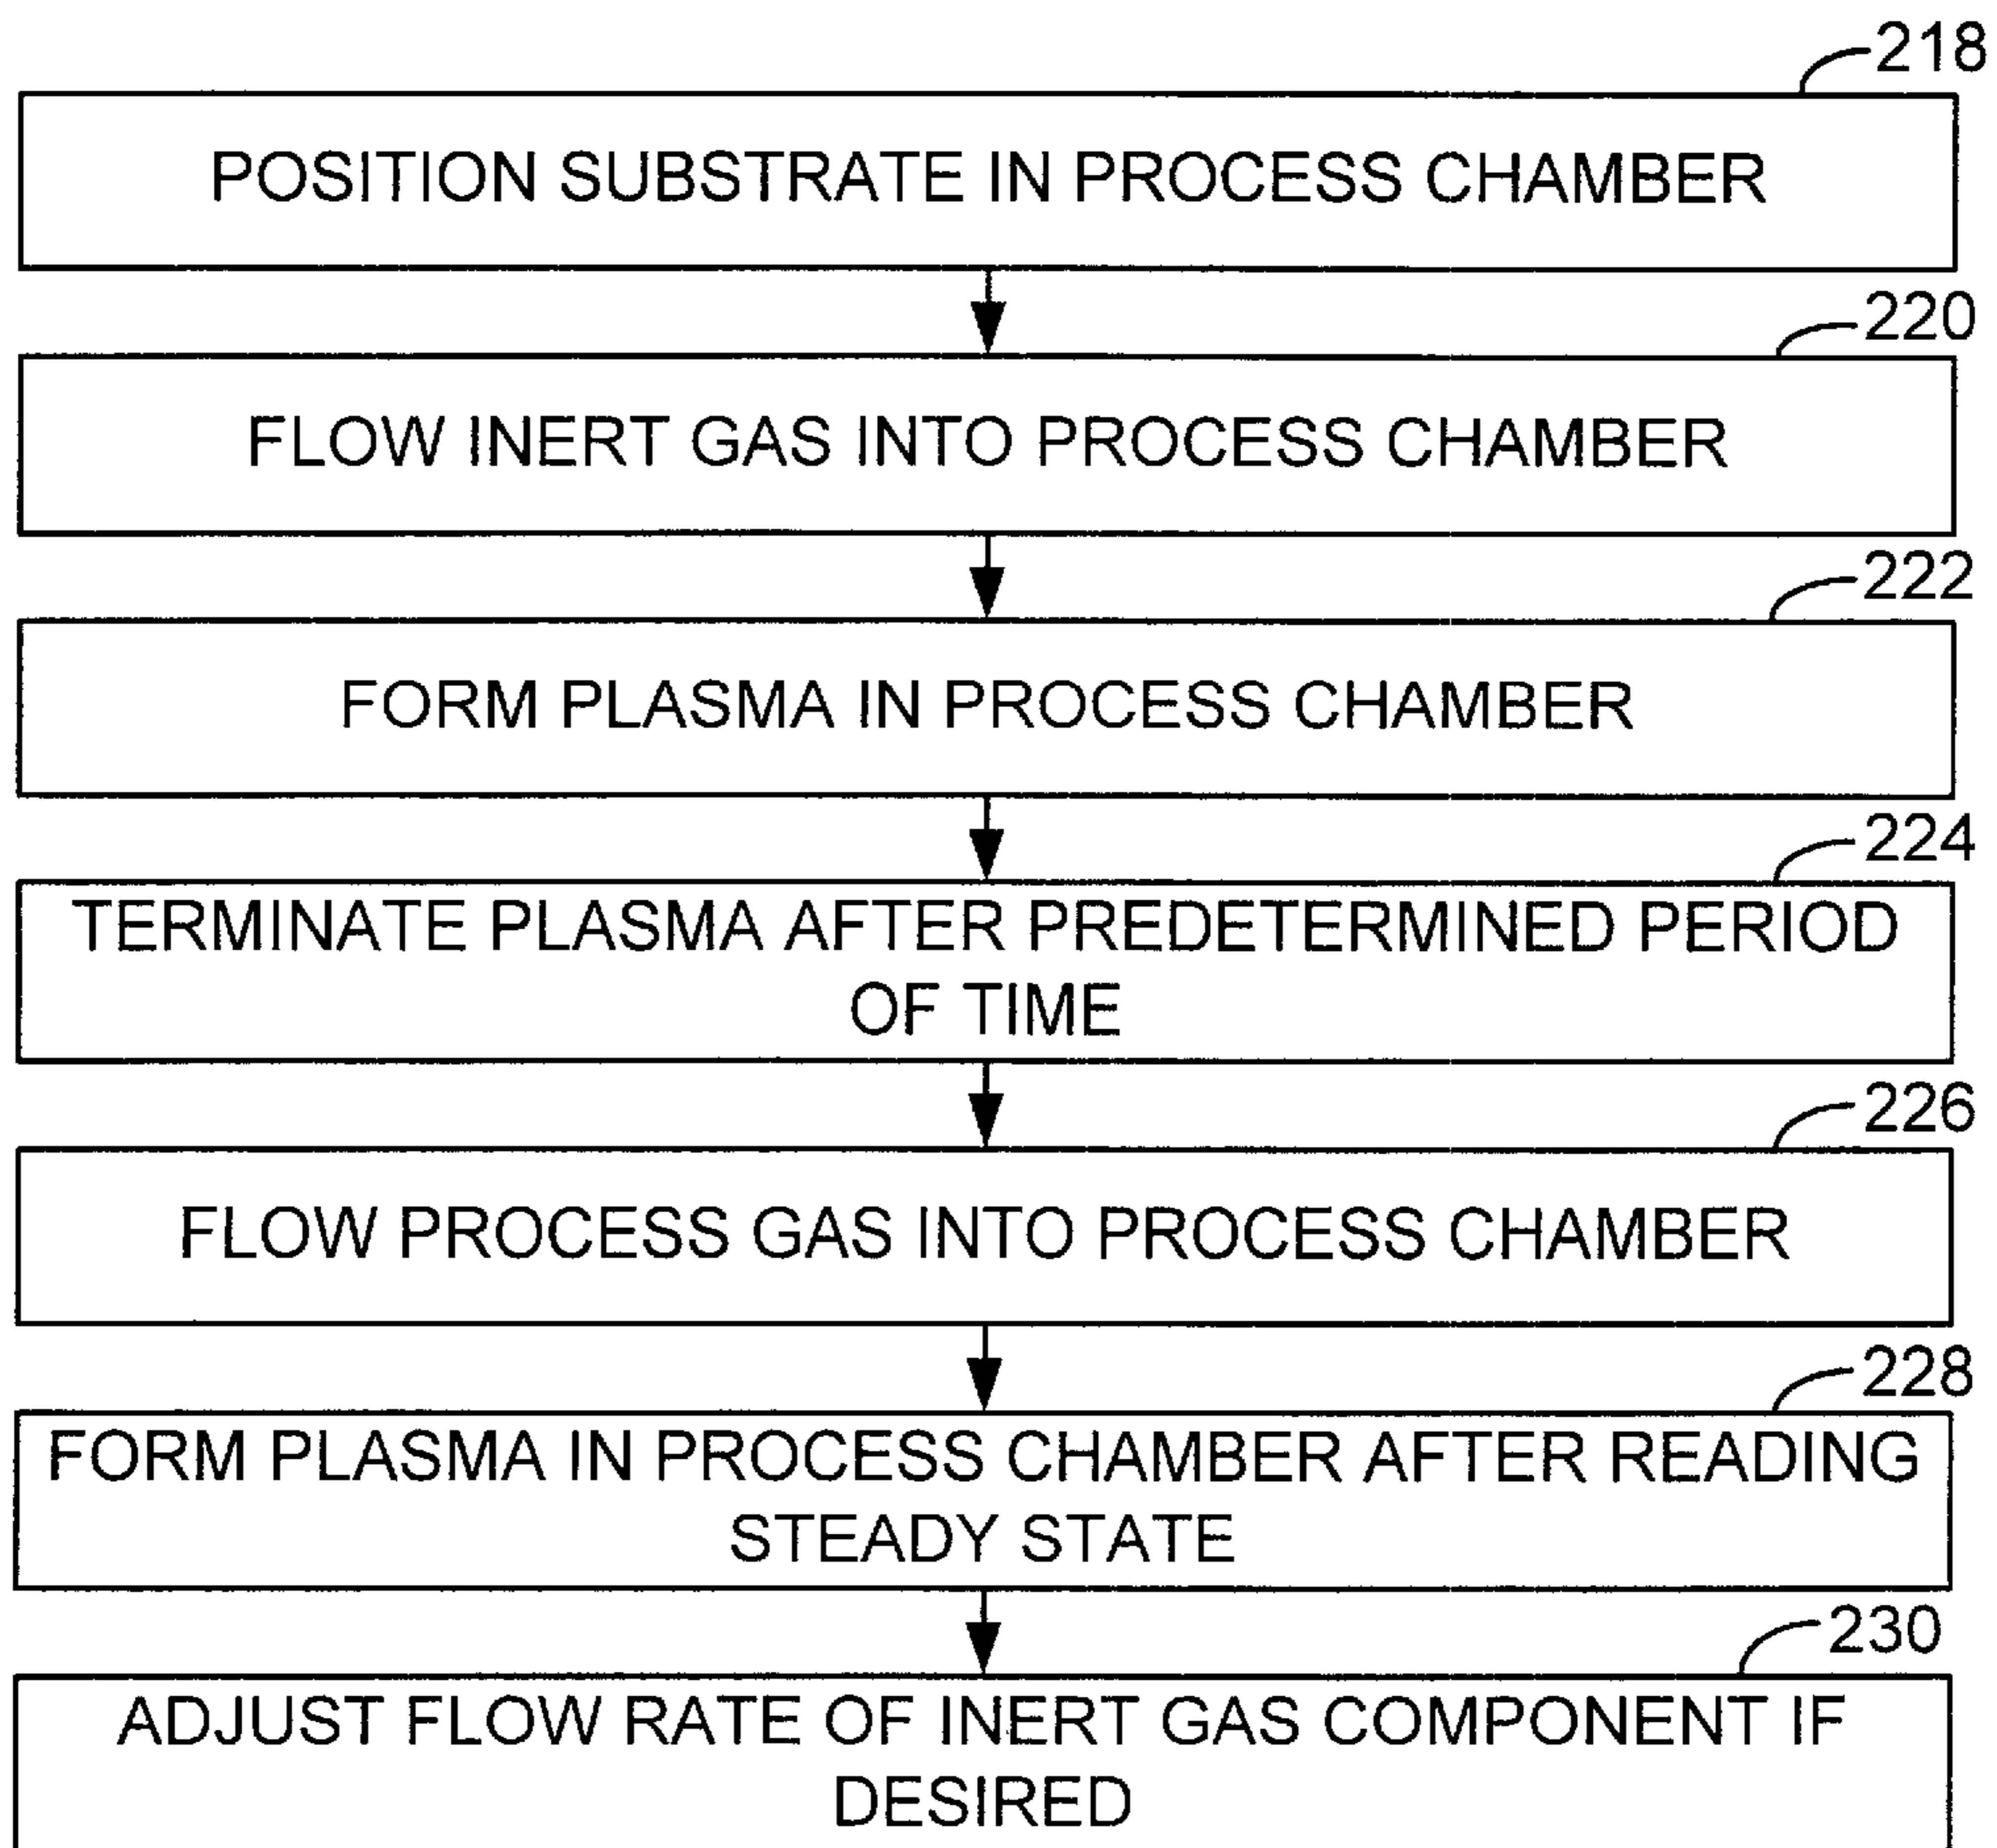 218
POSITION SUBSTRATE IN PROCESS CHAMBER
220
FLOW INERT GAS INTO PROCESS CHAMBER
222
FORM PLASMA IN PROCESS CHAMBER
224
TERMINATE PLASMA AFTER PREDETERMINED PERIOD
OF TIME
226
FLOW PROCESS GAS INTO PROCESS CHAMBER
228
FORM PLASMA IN PROCESS CHAMBER AFTER READING
STEADY STATE
230
ADJUST FLOW RATE OF INERT GAS COMPONENT IF
DESIRED